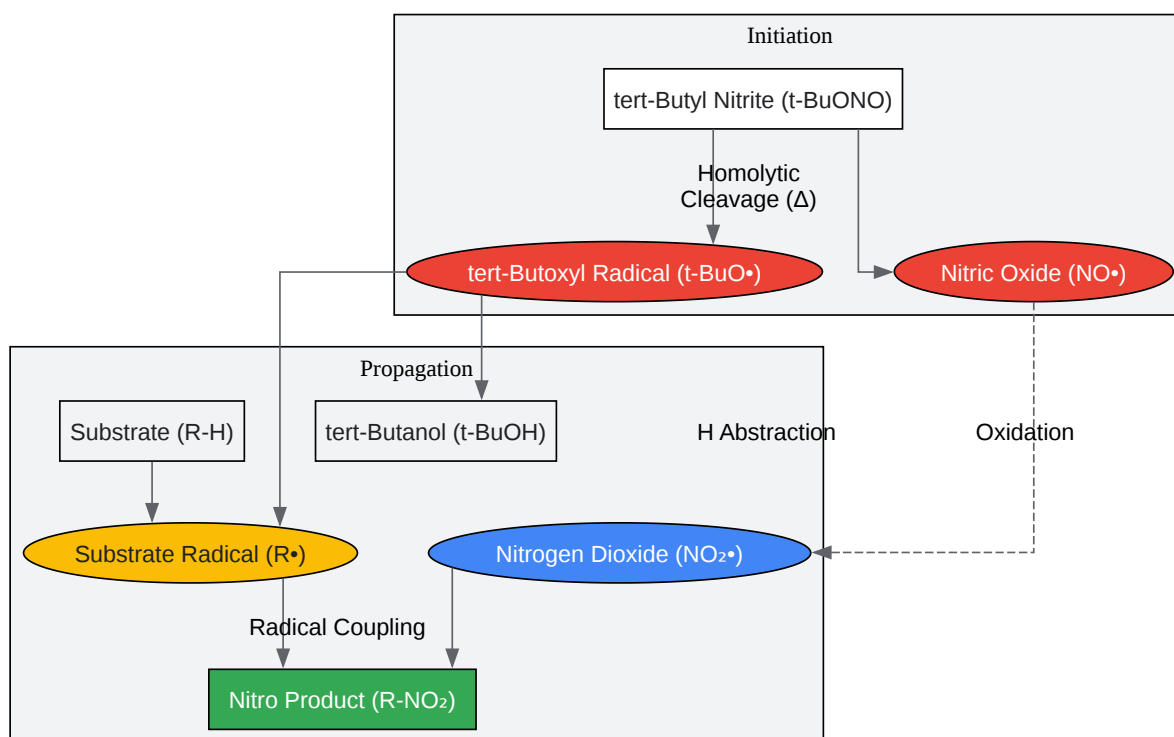 Initiation
tert-Butyl Nitrite (t-BuONO)
Homolytic
Cleavage (Δ)
tert-Butoxyl Radical (t-BuO•)
Nitric Oxide (NO•)
Propagation
Substrate (R-H)
tert-Butanol (t-BuOH)
H Abstraction
Oxidation
Substrate Radical (R•)
Nitrogen Dioxide (NO₂•)
Radical Coupling
Nitro Product (R-NO₂)